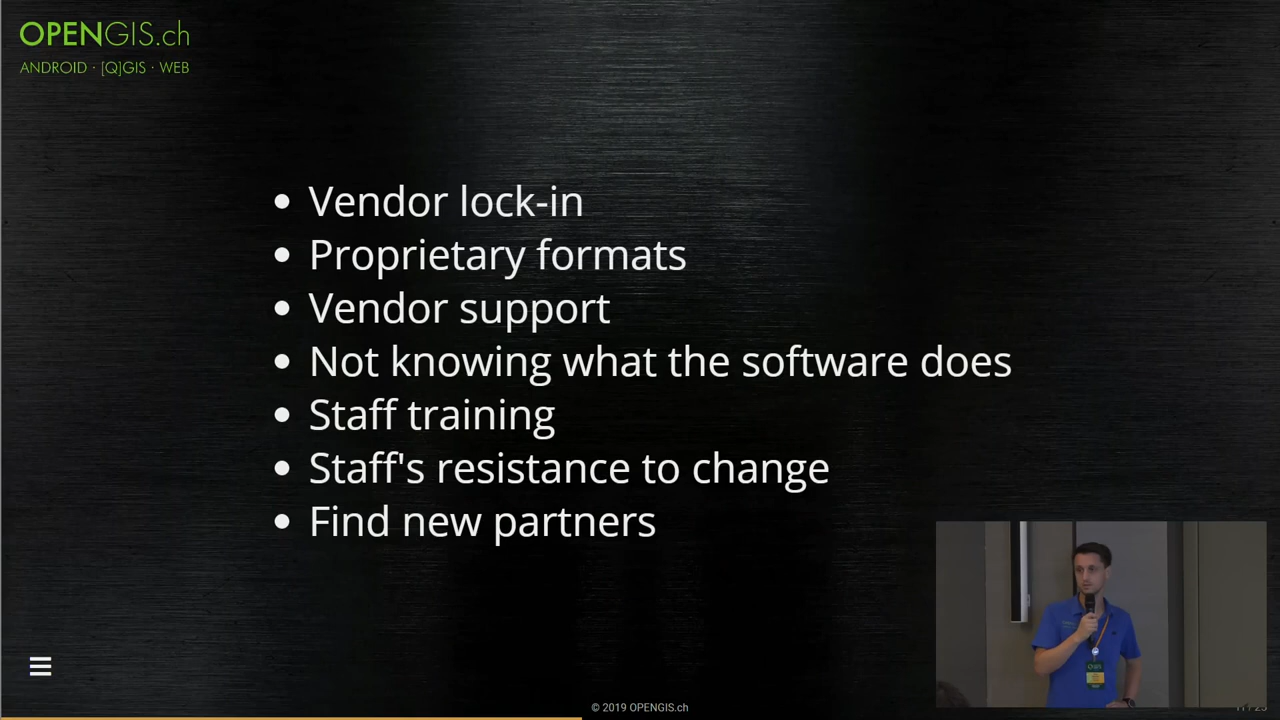 OPENGIS.ch
ANDROID · [Q]GIS · WEB
• Vendor lock-in
• Proprietary formats
• Vendor support
• Not knowing what the software does
• Staff training
• Staff's resistance to change
• Find new partners
© 2019 OPENGIS.ch